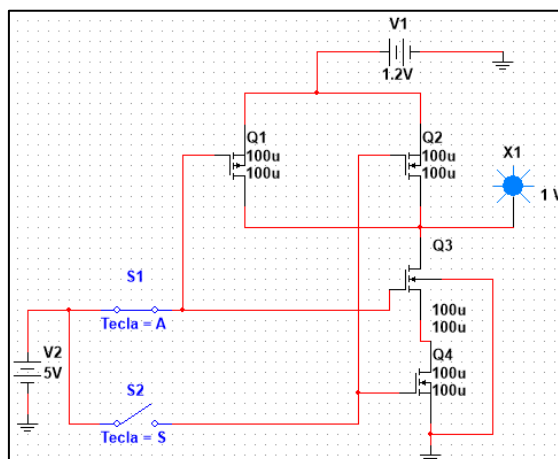 V1
1.2V
Q1
100u
100u
Q2
100u
100u
X1
1 V
Q3
100u
100u
S1
Tecla = A
V2
5V
Q4
100u
100u
S2
Tecla = S